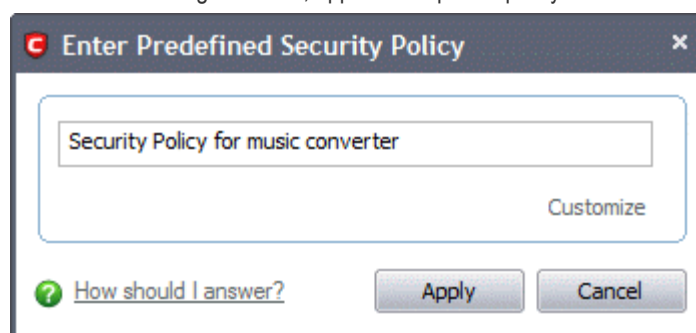 Enter Predefined Security Policy
Security Policy for music converter
Customize
How should I answer?
Apply
Cancel